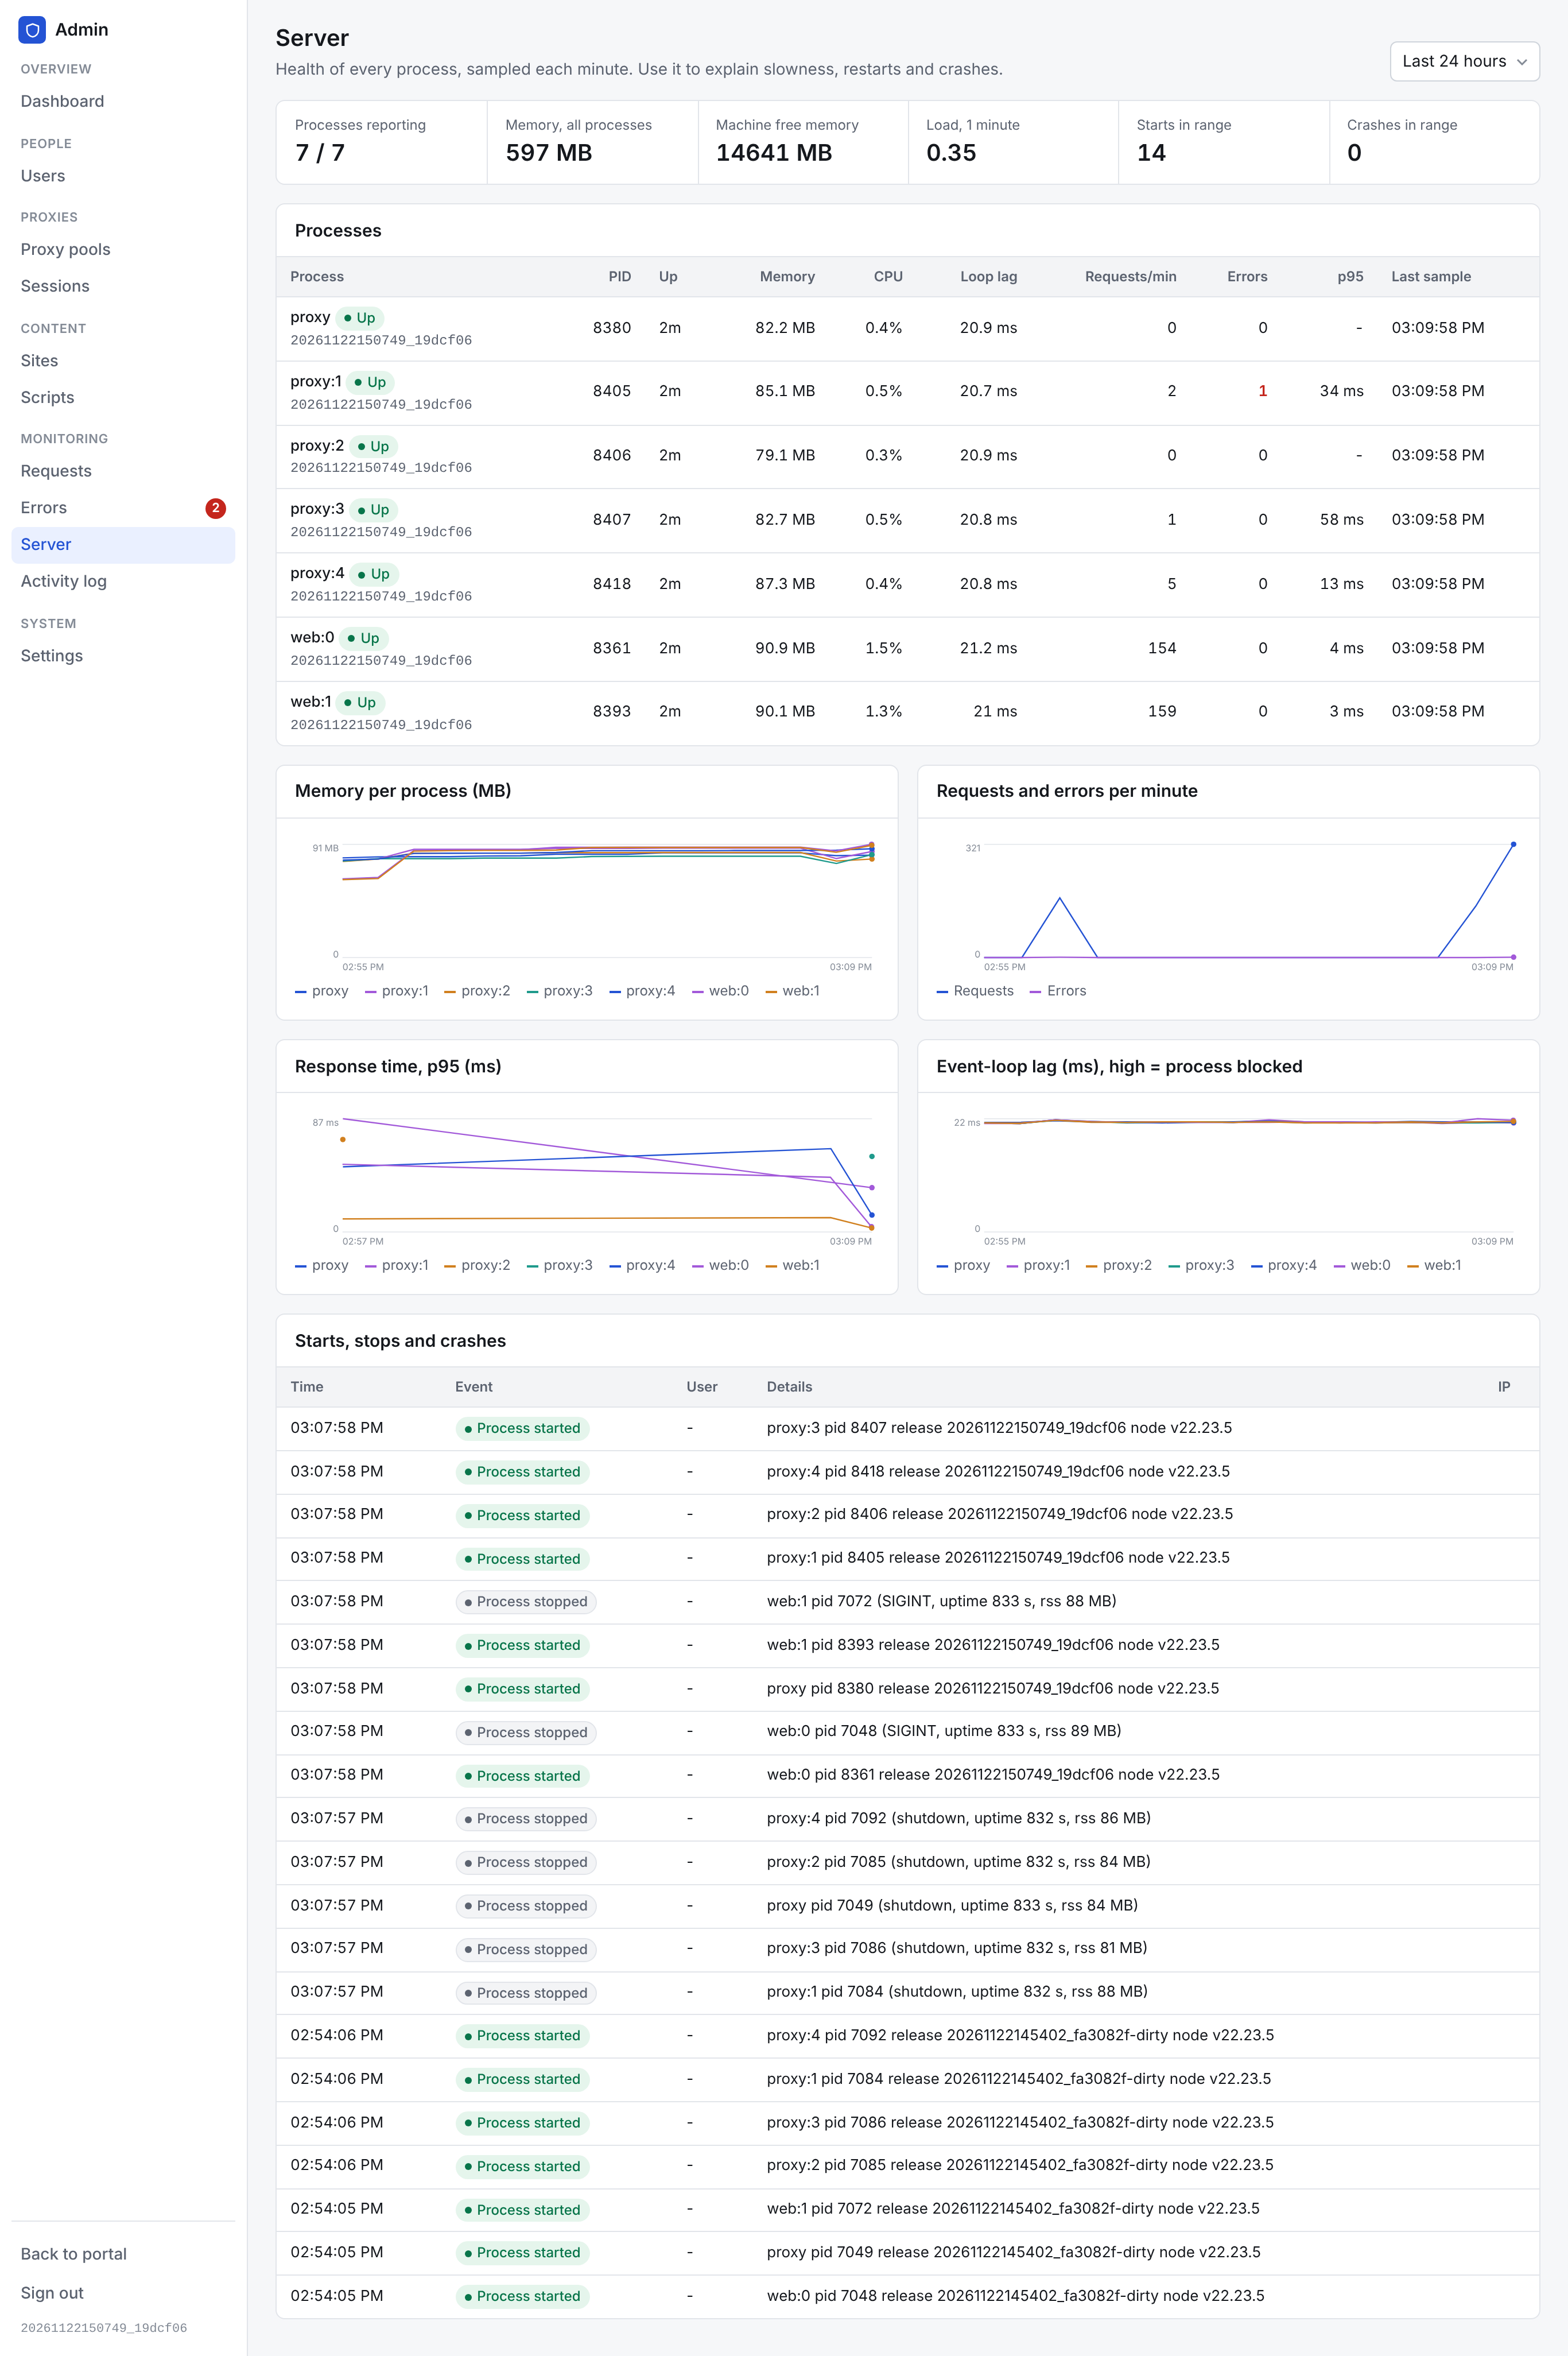 Admin
OVERVIEW
Dashboard
PEOPLE
Users
PROXIES
Proxy pools
Sessions
CONTENT
Sites
Scripts
MONITORING
Requests
Errors 2
Server
Activity log
SYSTEM
Settings
Back to portal
Sign out
20261122150749_19dcf06
Server
Health of every process, sampled each minute. Use it to explain slowness, restarts and crashes.
Last 24 hours
Processes reporting
7 / 7
Memory, all processes
597 MB
Machine free memory
14641 MB
Load, 1 minute
0.35
Starts in range
14
Crashes in range
0
Processes
Process PID Up Memory CPU Loop lag Requests/min Errors p95 Last sample
proxy Up 8380 2m 82.2 MB 0.4% 20.9 ms 0 0 - 03:09:58 PM
20261122150749_19dcf06
proxy:1 Up 8405 2m 85.1 MB 0.5% 20.7 ms 2 1 34 ms 03:09:58 PM
20261122150749_19dcf06
proxy:2 Up 8406 2m 79.1 MB 0.3% 20.9 ms 0 0 - 03:09:58 PM
20261122150749_19dcf06
proxy:3 Up 8407 2m 82.7 MB 0.5% 20.8 ms 1 0 58 ms 03:09:58 PM
20261122150749_19dcf06
proxy:4 Up 8418 2m 87.3 MB 0.4% 20.8 ms 5 0 13 ms 03:09:58 PM
20261122150749_19dcf06
web:0 Up 8361 2m 90.9 MB 1.5% 21.2 ms 154 0 4 ms 03:09:58 PM
20261122150749_19dcf06
web:1 Up 8393 2m 90.1 MB 1.3% 21 ms 159 0 3 ms 03:09:58 PM
20261122150749_19dcf06
Memory per process (MB)
91 MB
0
02:55 PM 03:09 PM
proxy proxy:1 proxy:2 proxy:3 proxy:4 web:0 web:1
Requests and errors per minute
321
0
02:55 PM 03:09 PM
Requests Errors
Response time, p95 (ms)
87 ms
0
02:57 PM 03:09 PM
proxy proxy:1 proxy:2 proxy:3 proxy:4 web:0 web:1
Event-loop lag (ms), high = process blocked
22 ms
0
02:55 PM 03:09 PM
proxy proxy:1 proxy:2 proxy:3 proxy:4 web:0 web:1
Starts, stops and crashes
Time Event User Details IP
03:07:58 PM Process started - proxy:3 pid 8407 release 20261122150749_19dcf06 node v22.23.5
03:07:58 PM Process started - proxy:4 pid 8418 release 20261122150749_19dcf06 node v22.23.5
03:07:58 PM Process started - proxy:2 pid 8406 release 20261122150749_19dcf06 node v22.23.5
03:07:58 PM Process started - proxy:1 pid 8405 release 20261122150749_19dcf06 node v22.23.5
03:07:58 PM Process stopped - web:1 pid 7072 (SIGINT, uptime 833 s, rss 88 MB)
03:07:58 PM Process started - web:1 pid 8393 release 20261122150749_19dcf06 node v22.23.5
03:07:58 PM Process started - proxy pid 8380 release 20261122150749_19dcf06 node v22.23.5
03:07:58 PM Process stopped - web:0 pid 7048 (SIGINT, uptime 833 s, rss 89 MB)
03:07:58 PM Process started - web:0 pid 8361 release 20261122150749_19dcf06 node v22.23.5
03:07:57 PM Process stopped - proxy:4 pid 7092 (shutdown, uptime 832 s, rss 86 MB)
03:07:57 PM Process stopped - proxy:2 pid 7085 (shutdown, uptime 832 s, rss 84 MB)
03:07:57 PM Process stopped - proxy pid 7049 (shutdown, uptime 833 s, rss 84 MB)
03:07:57 PM Process stopped - proxy:3 pid 7086 (shutdown, uptime 832 s, rss 81 MB)
03:07:57 PM Process stopped - proxy:1 pid 7084 (shutdown, uptime 832 s, rss 88 MB)
02:54:06 PM Process started - proxy:4 pid 7092 release 20261122145402_fa3082f-dirty node v22.23.5
02:54:06 PM Process started - proxy:1 pid 7084 release 20261122145402_fa3082f-dirty node v22.23.5
02:54:06 PM Process started - proxy:3 pid 7086 release 20261122145402_fa3082f-dirty node v22.23.5
02:54:06 PM Process started - proxy:2 pid 7085 release 20261122145402_fa3082f-dirty node v22.23.5
02:54:05 PM Process started - web:1 pid 7072 release 20261122145402_fa3082f-dirty node v22.23.5
02:54:05 PM Process started - proxy pid 7049 release 20261122145402_fa3082f-dirty node v22.23.5
02:54:05 PM Process started - web:0 pid 7048 release 20261122145402_fa3082f-dirty node v22.23.5